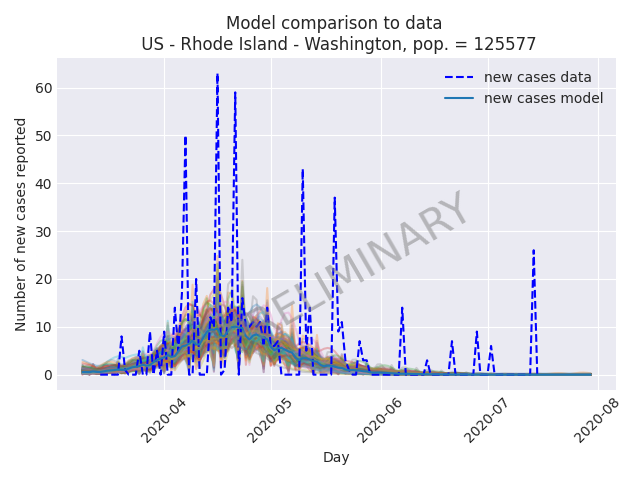 Model comparison to data
US - Rhode Island - Washington, pop. = 125577
Number of new cases reported
60
50
40
30
20
10
0
new cases data
new cases model
PRELIMINARY
2020-04
2020-05
2020-06
2020-07
2020-08
Day